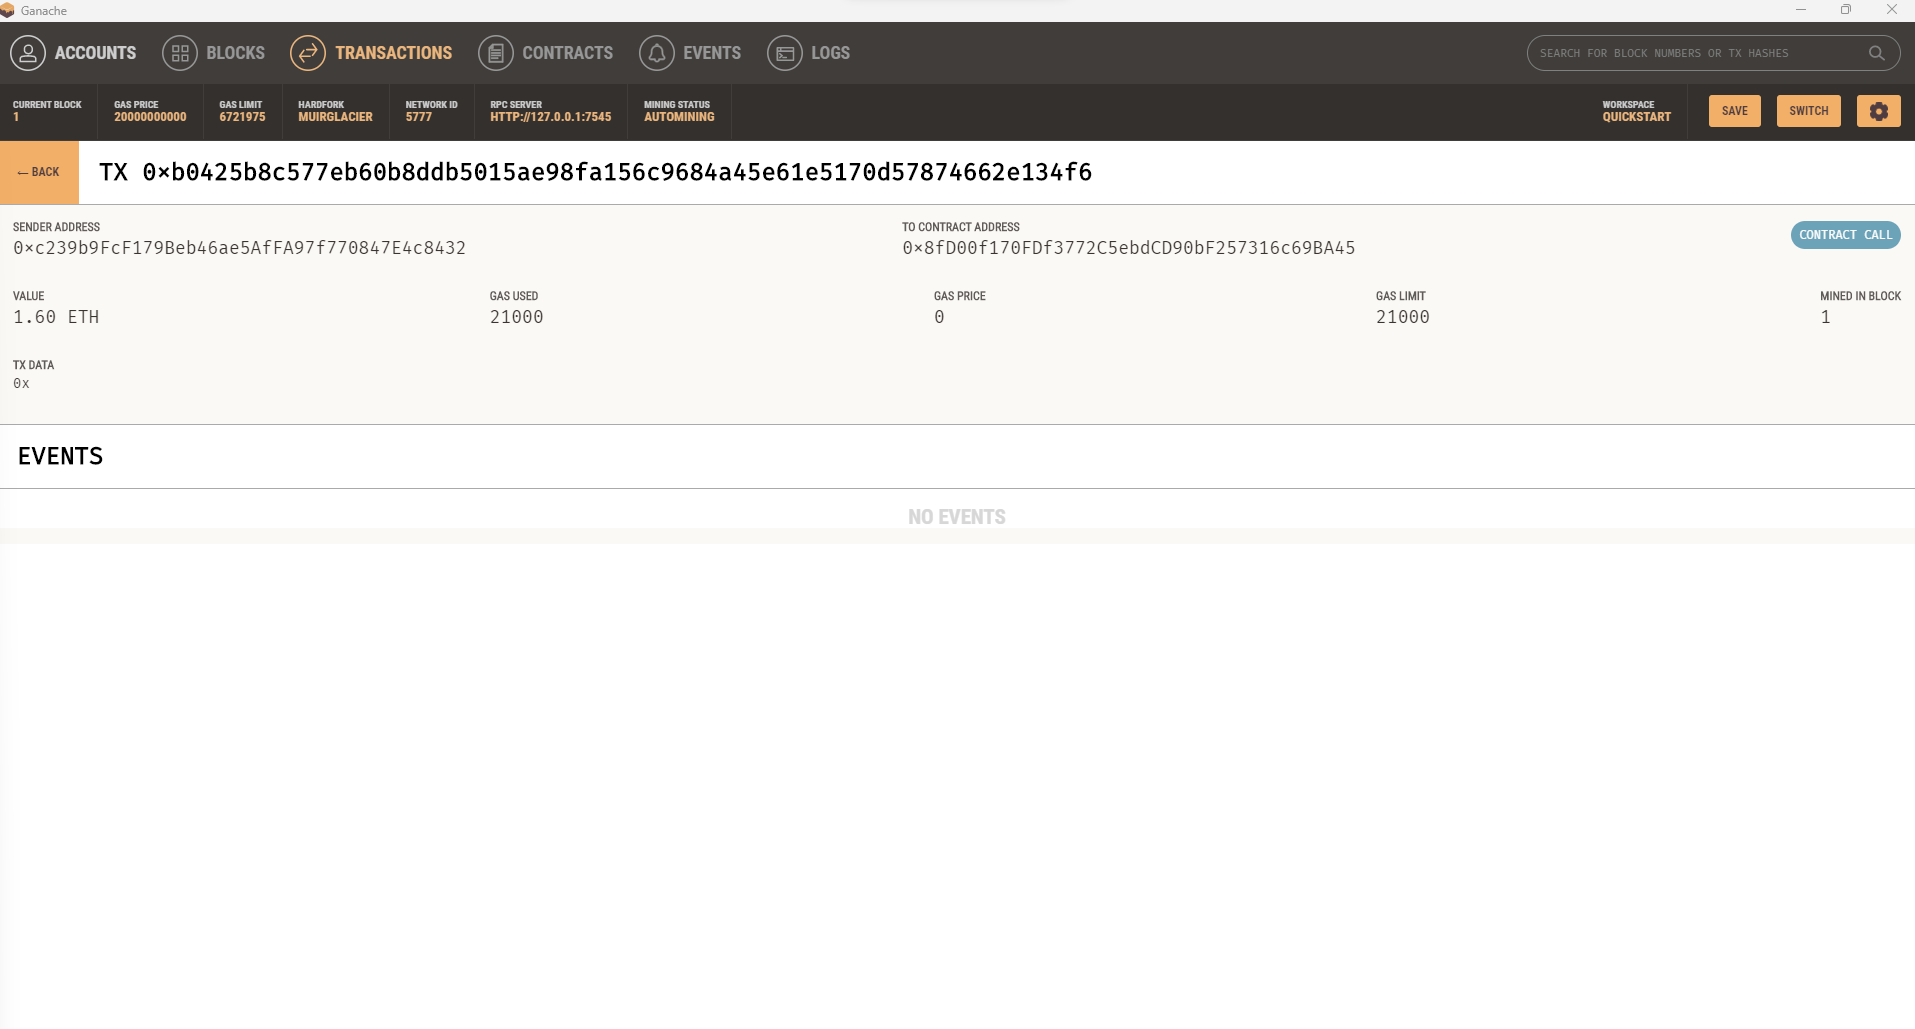 Ganache
ACCOUNTS BLOCKS TRANSACTIONS CONTRACTS EVENTS LOGS SEARCH FOR BLOCK NUMBERS OR TX HASHES
CURRENT BLOCK GAS PRICE GAS LIMIT HARDFORK NETWORK ID RPC SERVER MINING STATUS WORKSPACE
1 20000000000 6721975 MUIRGLACIER 5777 HTTP://127.0.0.1:7545 AUTOMINING QUICKSTART SAVE SWITCH
← BACK TX 0×b0425b8c577eb60b8ddb5015ae98fa156c9684a45e61e5170d57874662e134f6
SENDER ADDRESS TO CONTRACT ADDRESS
0×c239b9FcF179Beb46ae5AfFA97f770847E4c8432 0×8fD00f170FDf3772C5ebdCD90bF257316c69BA45 CONTRACT CALL
VALUE GAS USED GAS PRICE GAS LIMIT MINED IN BLOCK
1.60 ETH 21000 0 21000 1
TX DATA
0x
EVENTS
NO EVENTS